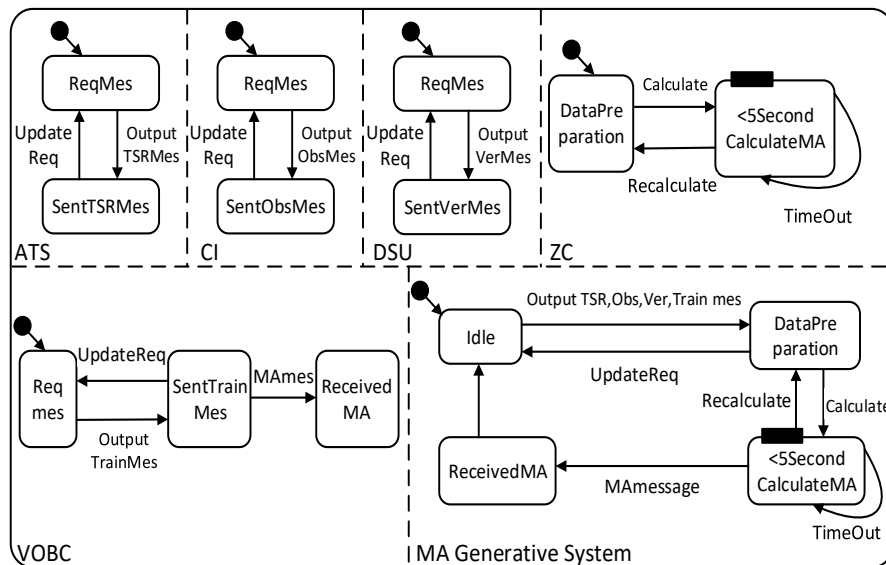 ReqMes
Update
Req
Output
TSRMes
SentTSRMes
ATS
ReqMes
Update
Req
Output
ObsMes
SentObsMes
CI
ReqMes
Update
Req
Output
VerMes
SentVerMes
DSU
DataPre
paration
Calculate
<5Second
CalculateMA
Recalculate
TimeOut
ZC
Req
mes
UpdateReq
SentTrain
Mes
MAmes
Received
MA
Output
TrainMes
VOBC
Idle
Output TSR,Obs,Ver,Train mes
DataPre
paration
UpdateReq
Recalculate
Calculate
ReceivedMA
MAmessage
<5Second
CalculateMA
TimeOut
MA Generative System